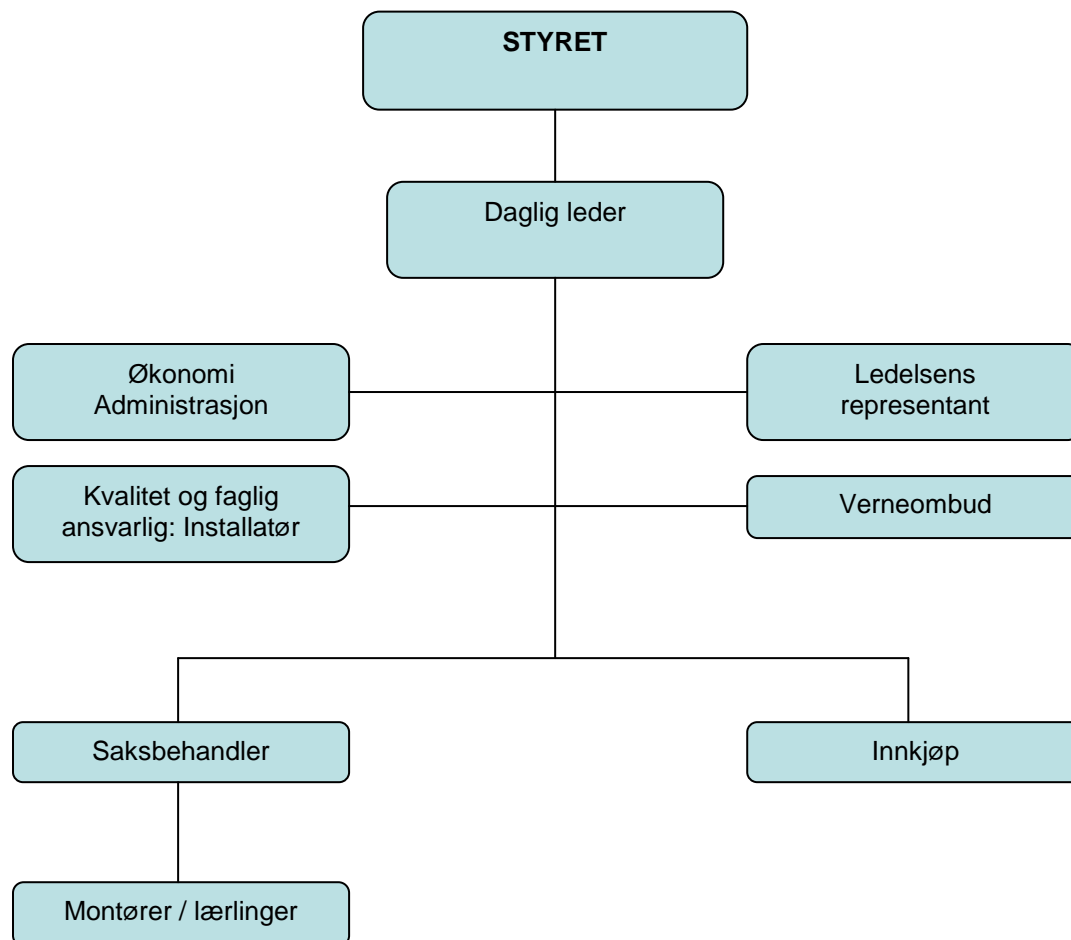 STYRET
Daglig leder
Økonomi
Administrasjon
Ledelsens
representant
Kvalitet og faglig
ansvarlig: Installatør
Verneombud
Saksbehandler
Innkjøp
Montører / lærlinger